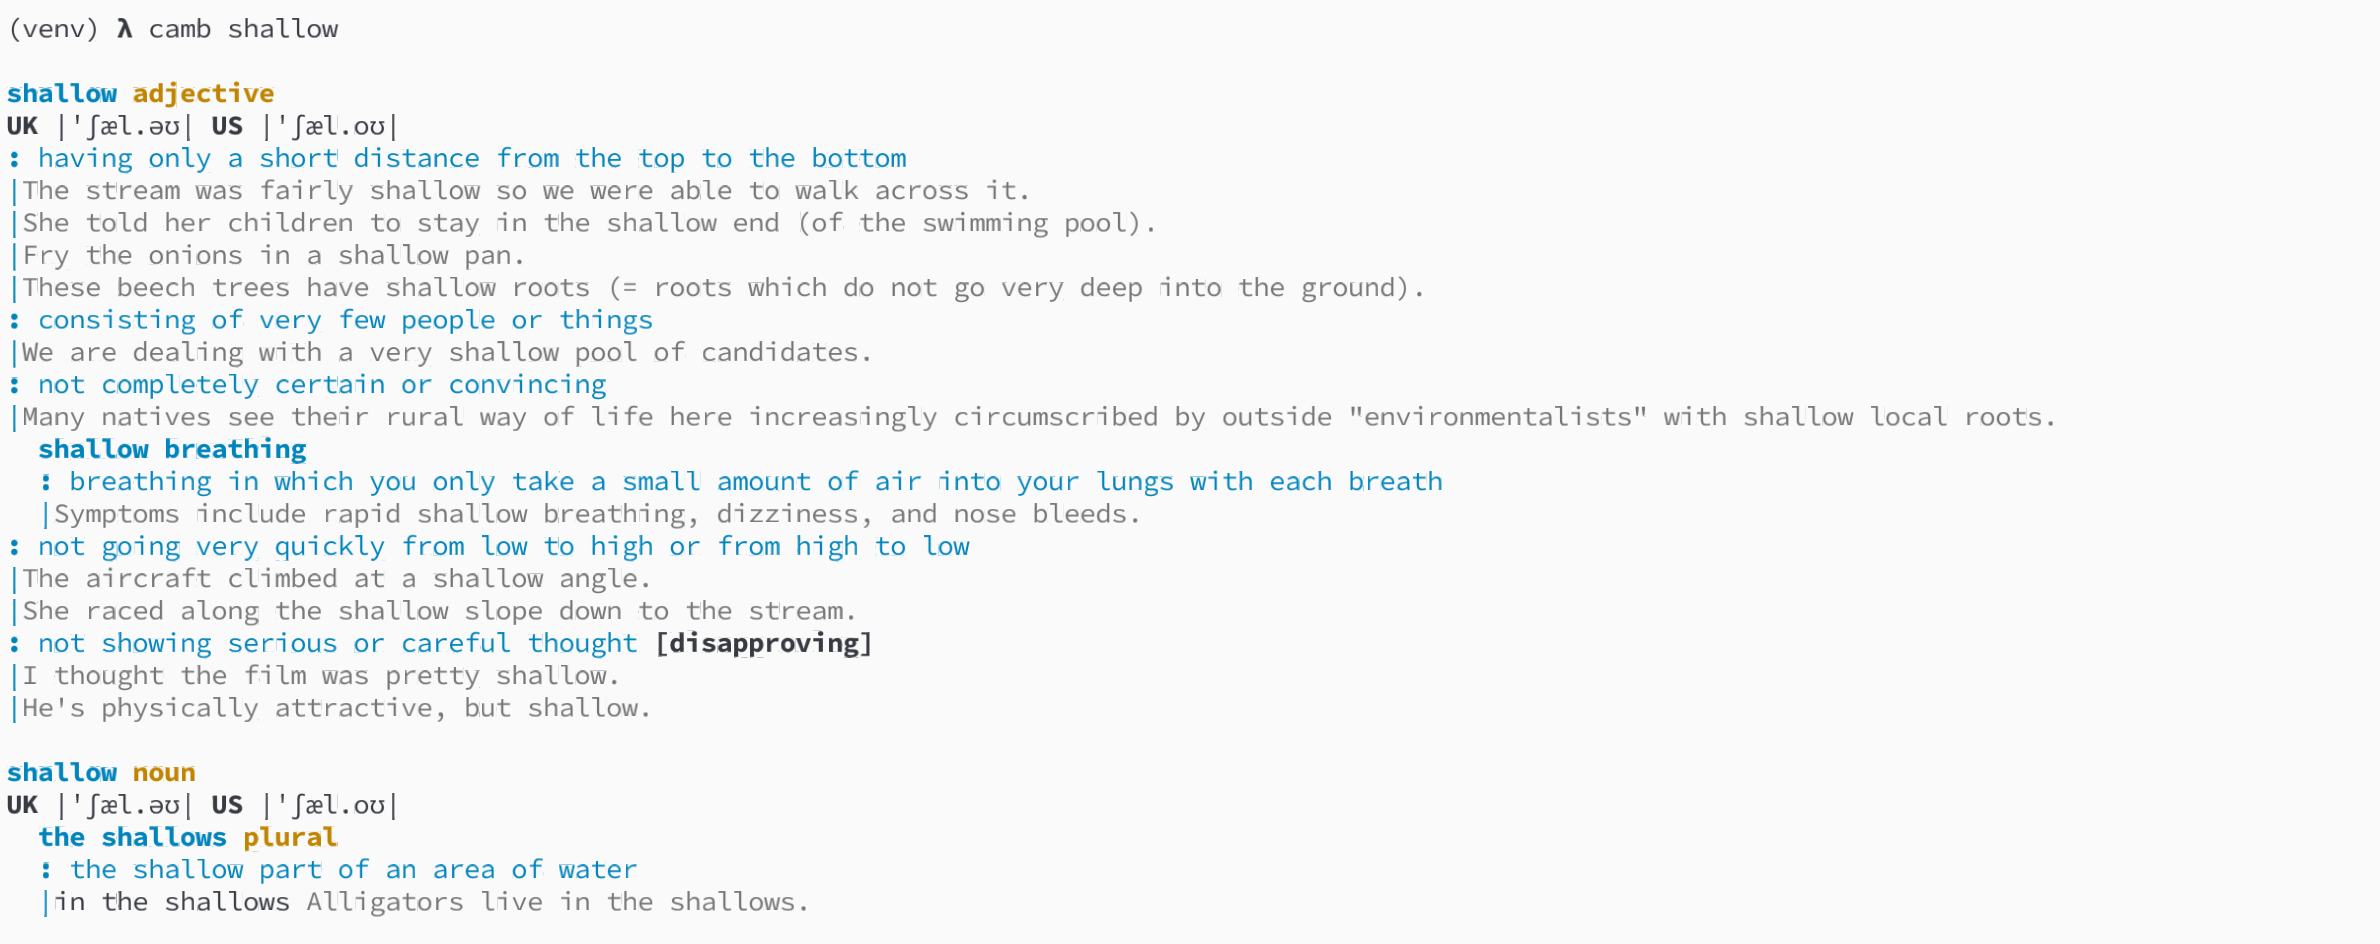 (venv) λ camb shallow
shallow adjective
UK |ˈʃæl.əʊ| US |ˈʃæl.oʊ|
: having only a short distance from the top to the bottom
|The stream was fairly shallow so we were able to walk across it.
|She told her children to stay in the shallow end (of the swimming pool).
|Fry the onions in a shallow pan.
|These beech trees have shallow roots (= roots which do not go very deep into the ground).
: consisting of very few people or things
|We are dealing with a very shallow pool of candidates.
: not completely certain or convincing
|Many natives see their rural way of life here increasingly circumscribed by outside "environmentalists" with shallow local roots.
shallow breathing
: breathing in which you only take a small amount of air into your lungs with each breath
|Symptoms include rapid shallow breathing, dizziness, and nose bleeds.
: not going very quickly from low to high or from high to low
|The aircraft climbed at a shallow angle.
|She raced along the shallow slope down to the stream.
: not showing serious or careful thought [disapproving]
|I thought the film was pretty shallow.
|He's physically attractive, but shallow.
shallow noun
UK |ˈʃæl.əʊ| US |ˈʃæl.oʊ|
the shallows plural
: the shallow part of an area of water
|in the shallows Alligators live in the shallows.